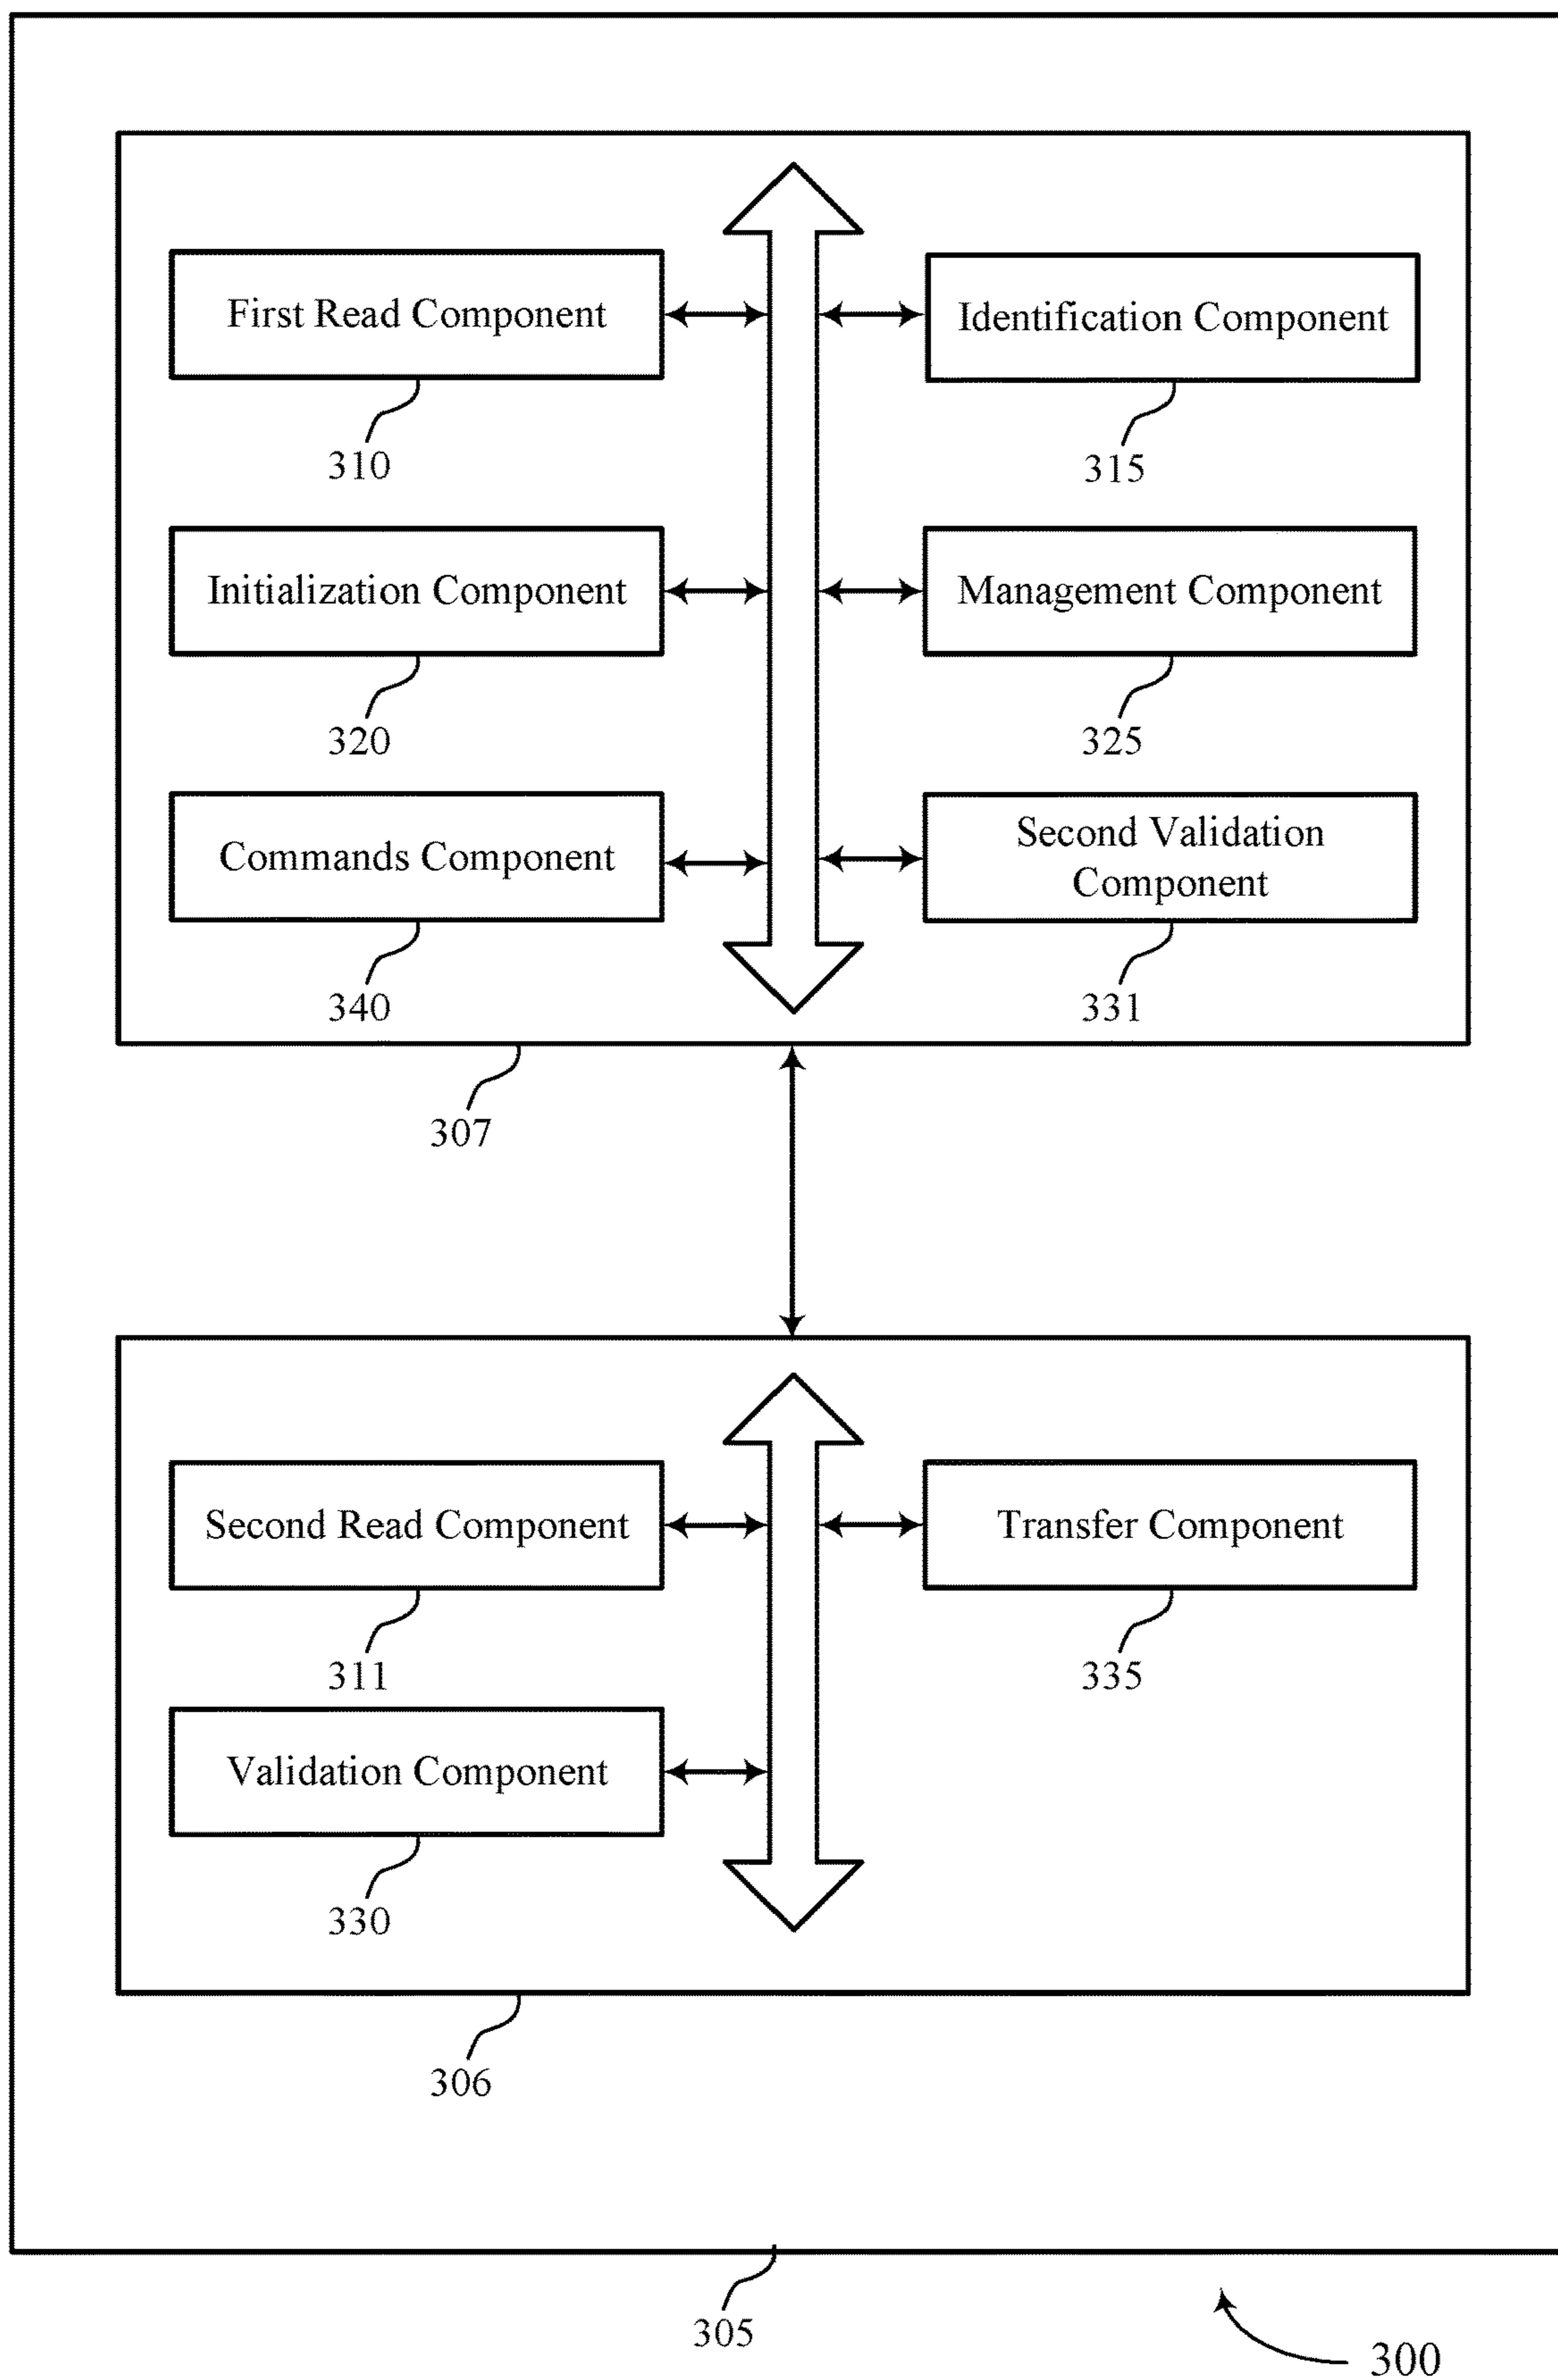 First Read Component
Identification Component
310
315
Initialization Component
Management Component
320
325
Commands Component
Second Validation
Component
340
331
307
Second Read Component
Transfer Component
311
335
Validation Component
330
306
305
300